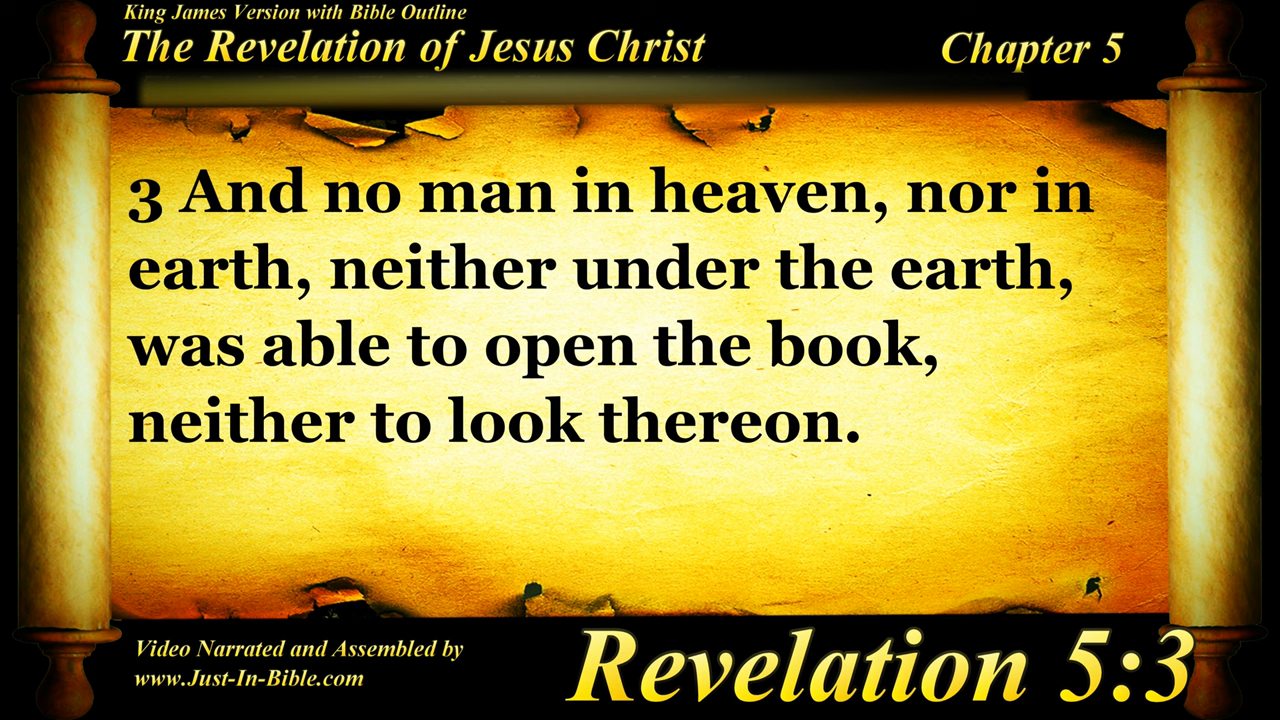 King James Version with Bible Outline
The Revelation of Jesus Christ
Chapter 5
3 And no man in heaven, nor in
earth, neither under the earth,
was able to open the book,
neither to look thereon.
Video Narrated and Assembled by
www.Just-In-Bible.com
Revelation 5:3